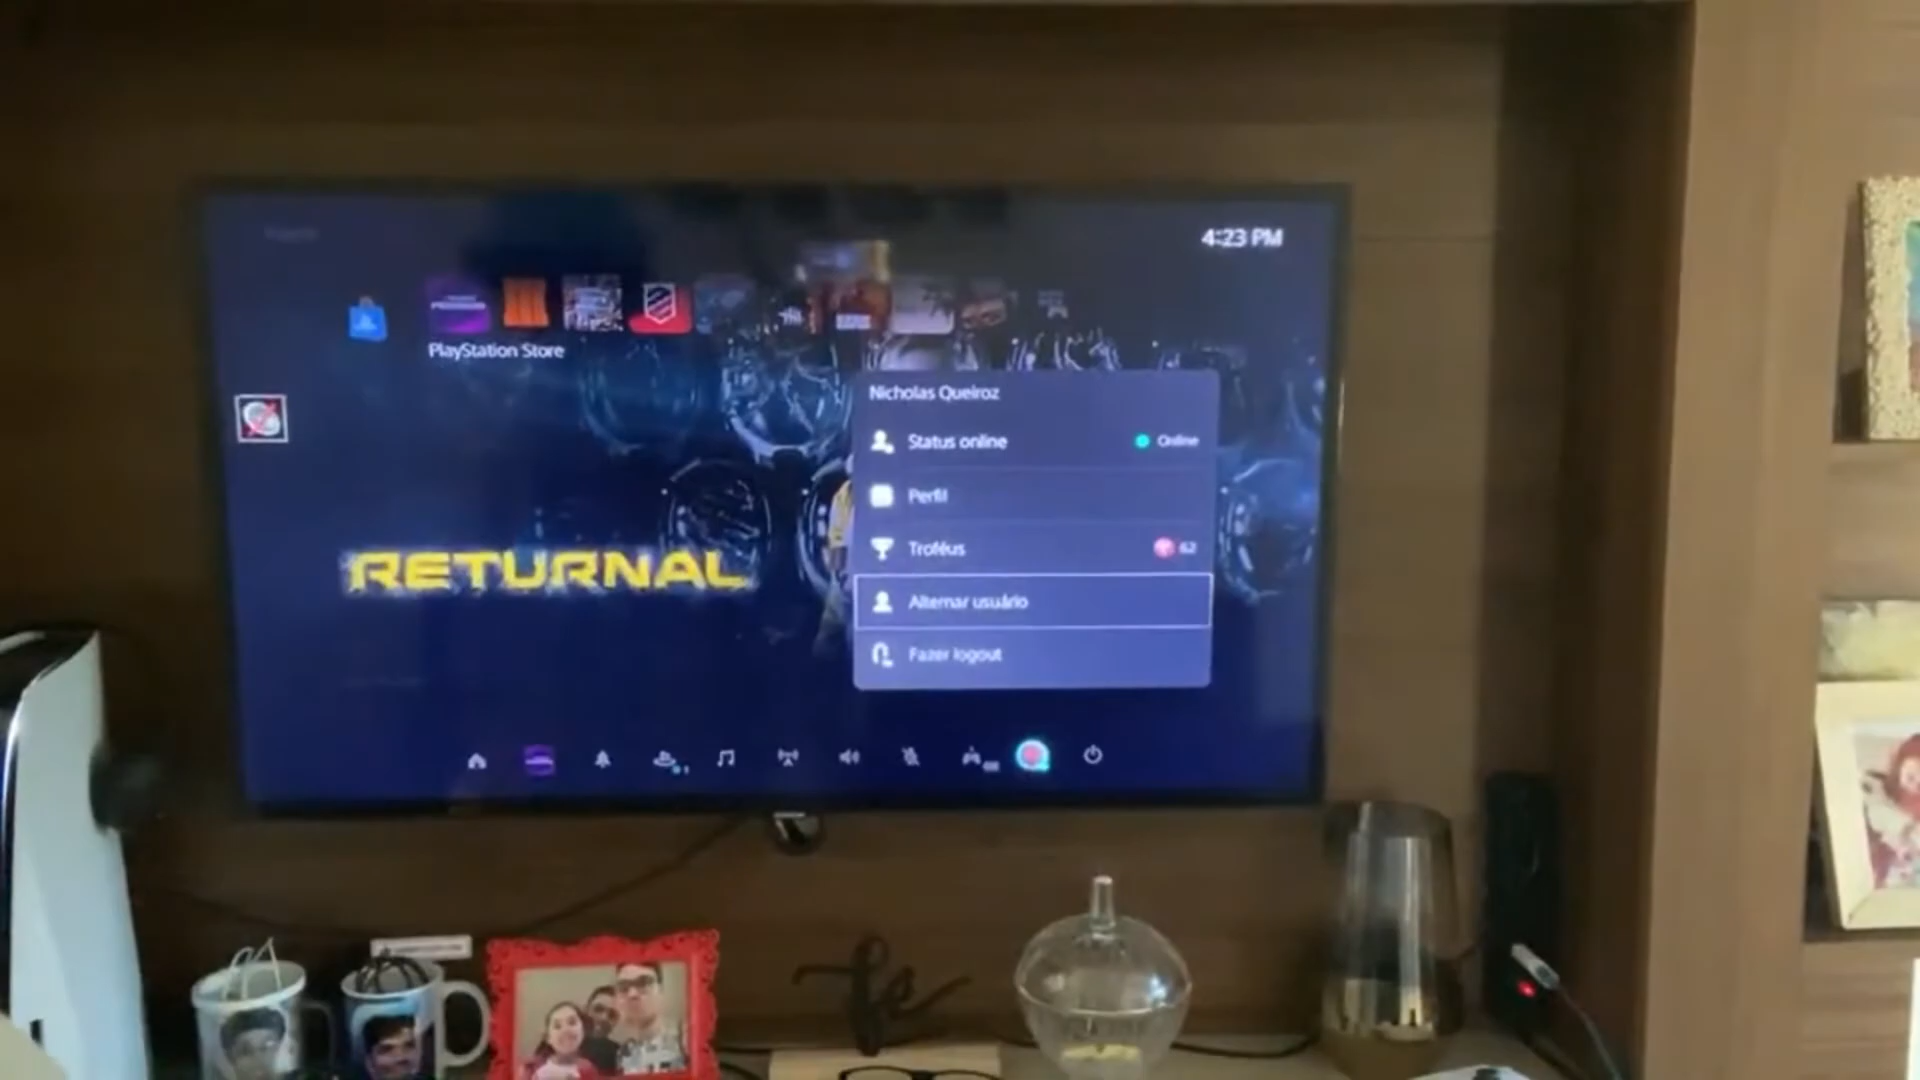 4:23 PM
PlayStation Store
Nicholas Queiroz
Status online
Online
Perfil
Troféus
62
RETURNAL
Alternar usuário
Fazer logout